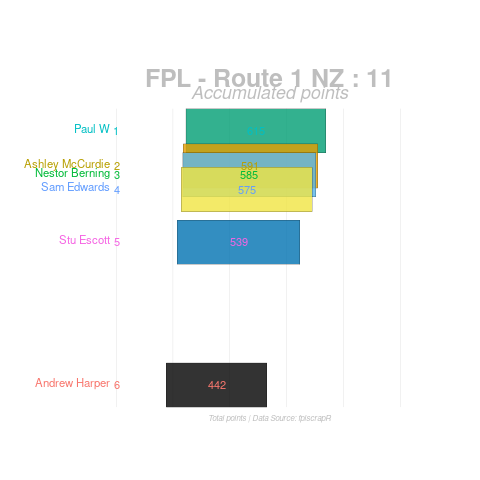 FPL - Route 1 NZ : 11
Accumulated points
Paul W 1
Ashley McCurdie 2 591
Nestor Berning 3 585
Sam Edwards 4 575
Stu Escott 5 539
Andrew Harper 6 442
Total points | Data Source: fplscrapR